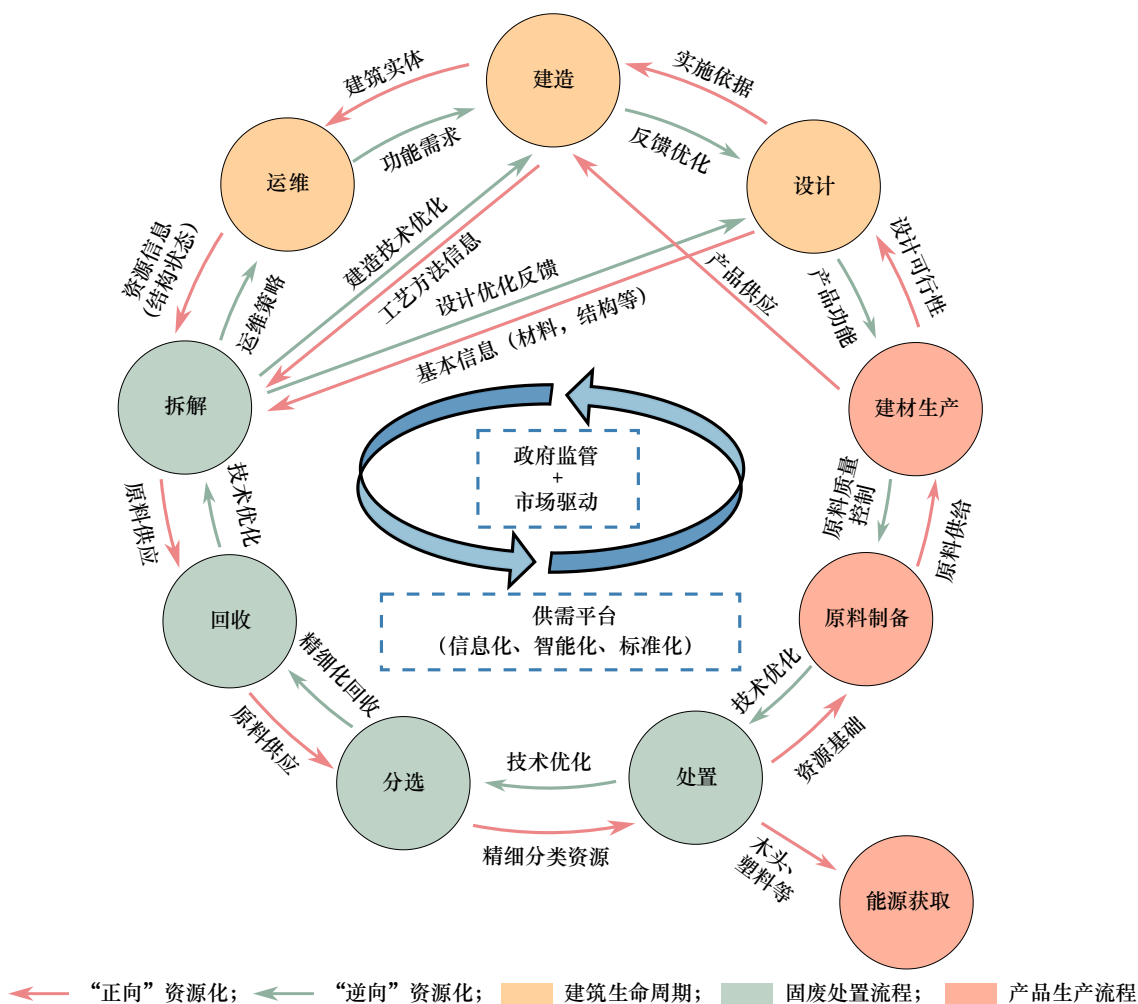 建造
建筑实体
实施依据
功能需求
反馈优化
运维
设计
资源信息
(结构状态)
运维策略
建造技术优化
工艺方法信息
设计优化反馈
基本信息（材料，结构等）
产品供应
产品功能
设计可行性
拆解
建材生产
政府监管
+
市场驱动
原料供应
技术优化
原料质量
控制
原料供给
回收
原料制备
供需平台
（信息化、智能化、标准化）
精细化回收
原料供应
技术优化
资源基础
分选
技术优化
精细分类资源
处置
木头、
塑料等
能源获取
“正向”资源化； “逆向”资源化； 建筑生命周期； 固废处置流程； 产品生产流程